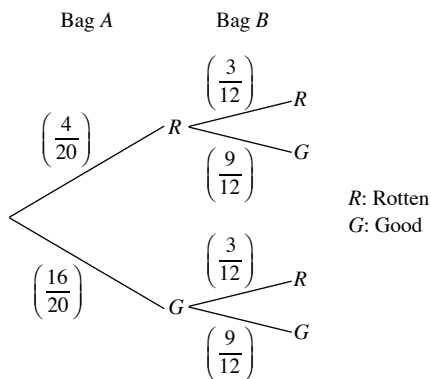 Bag A Bag B
(3/12)
R
(4/20) R
(9/12) G
R: Rotten
G: Good
(3/12)
R
(16/20) G
(9/12) G